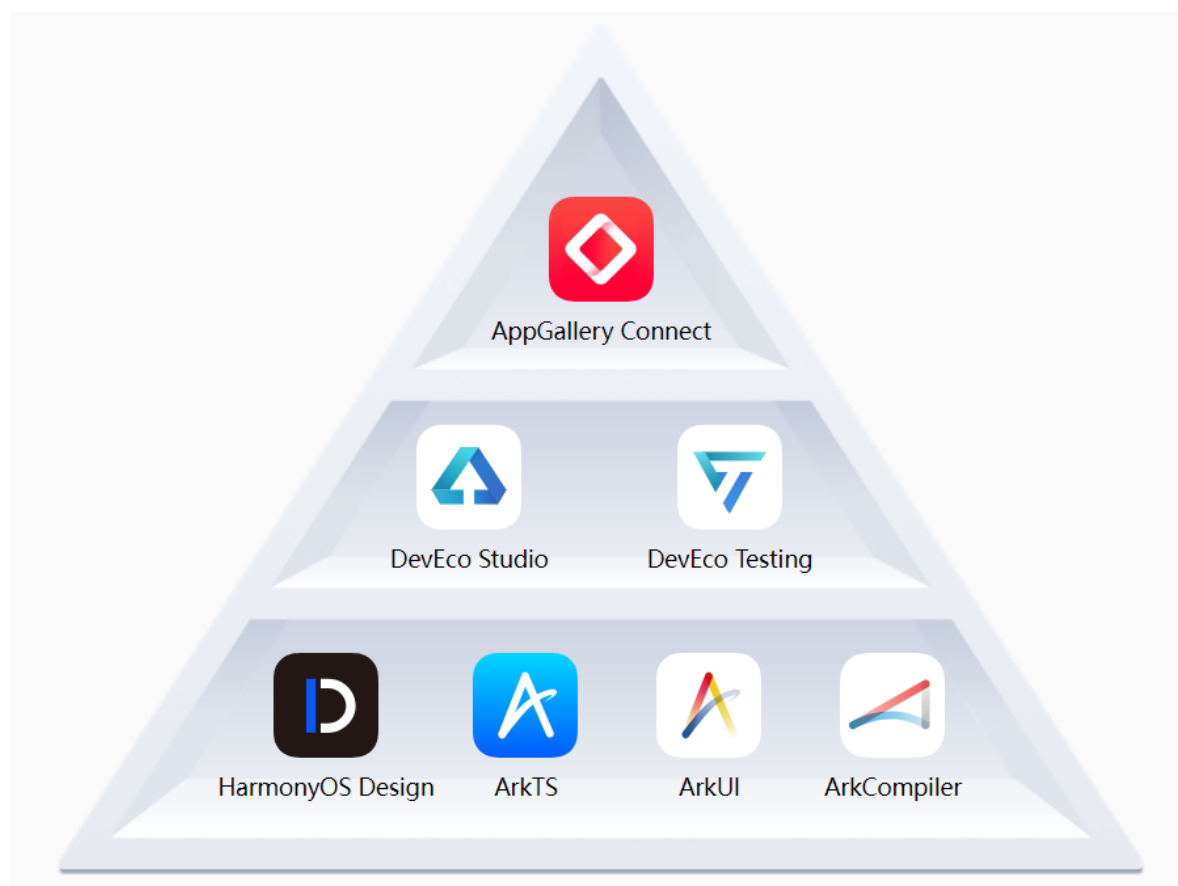 AppGallery Connect
DevEco Studio
DevEco Testing
HarmonyOS Design
ArkTS
ArkUI
ArkCompiler